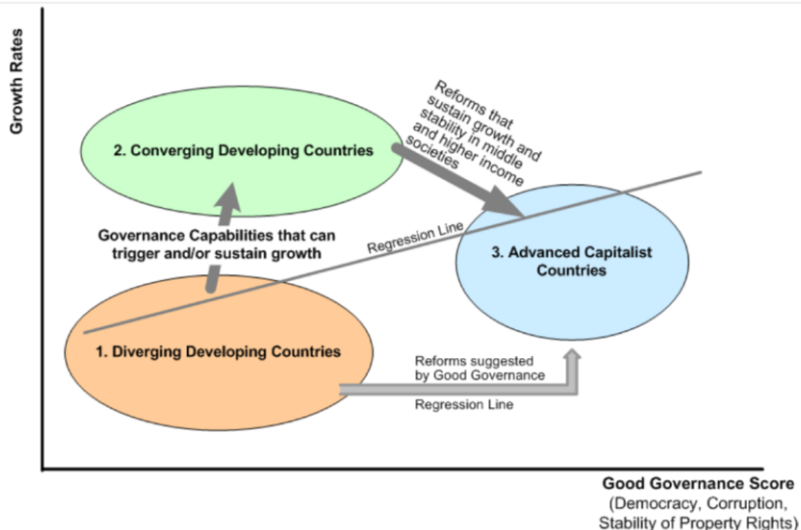 Growth Rates
Reforms that
sustain growth and
stability in middle
and higher income
societies
2. Converging Developing Countries
Governance Capabilities that can
trigger and/or sustain growth
Regression Line
3. Advanced Capitalist
Countries
1. Diverging Developing Countries
Reforms suggested
by Good Governance
Regression Line
Good Governance Score
(Democracy, Corruption,
Stability of Property Rights)